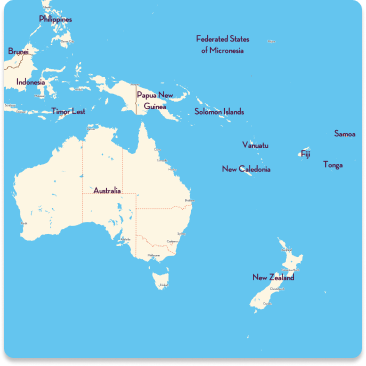 Philippines
Federated States
of Micronesia
Brunei
Indonesia
Papua New
Guinea
Timor Lest
Solomon Islands
Samoa
Vanuatu
Fiji
Tonga
New Caledonia
Australia
New Zealand